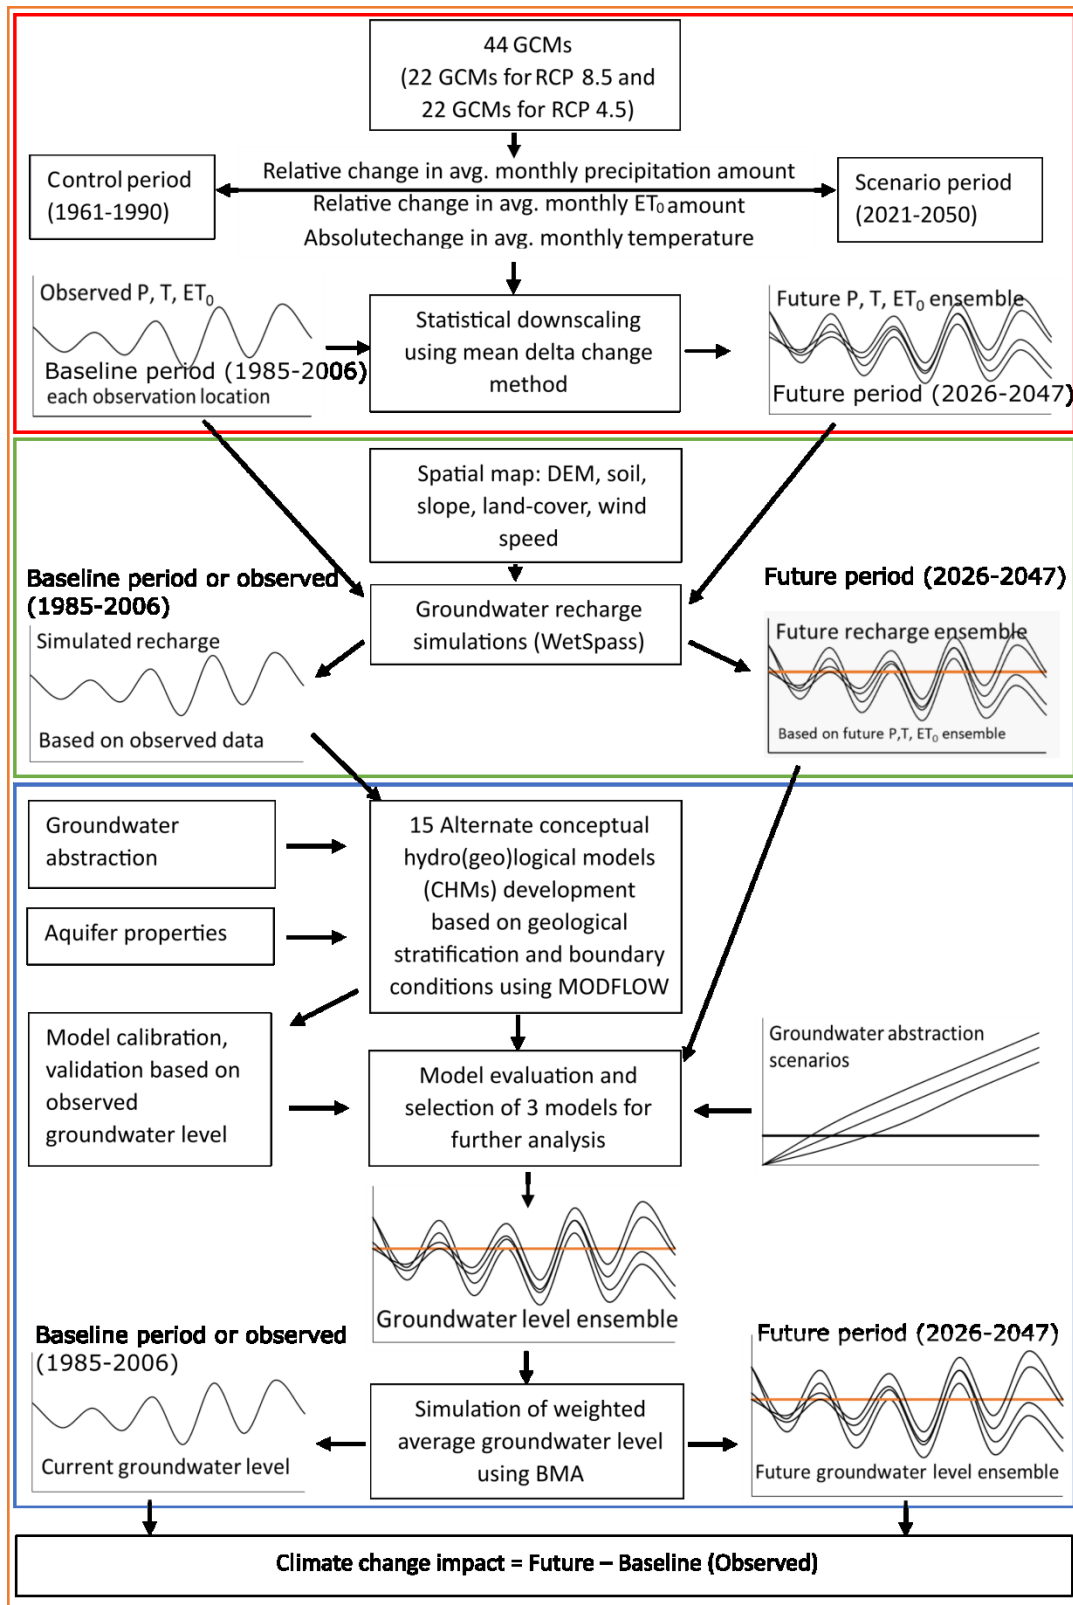 44 GCMs
(22 GCMs for RCP 8.5 and
22 GCMs for RCP 4.5)
Control period
(1961-1990)
Relative change in avg. monthly precipitation amount
Relative change in avg. monthly ET0 amount
Absolutechange in avg. monthly temperature
Scenario period
(2021-2050)
Observed P, T, ET0
Baseline period (1985-2006)
each observation location
Statistical downscaling
using mean delta change
method
Future P, T, ET0 ensemble
Future period (2026-2047)
Spatial map: DEM, soil,
slope, land-cover, wind
speed
Baseline period or observed
(1985-2006)
Simulated recharge
Based on observed data
Groundwater recharge
simulations (WetSpass)
Future period (2026-2047)
Future recharge ensemble
Based on future P,T, ET0 ensemble
Groundwater
abstraction
Aquifer properties
15 Alternate conceptual
hydro(geo)logical models
(CHMs) development
based on geological
stratification and boundary
conditions using MODFLOW
Model calibration,
validation based on
observed
groundwater level
Model evaluation and
selection of 3 models for
further analysis
Groundwater abstraction
scenarios
Groundwater level ensemble
Baseline period or observed
(1985-2006)
Current groundwater level
Simulation of weighted
average groundwater level
using BMA
Future period (2026-2047)
Future groundwater level ensemble
Climate change impact = Future – Baseline (Observed)